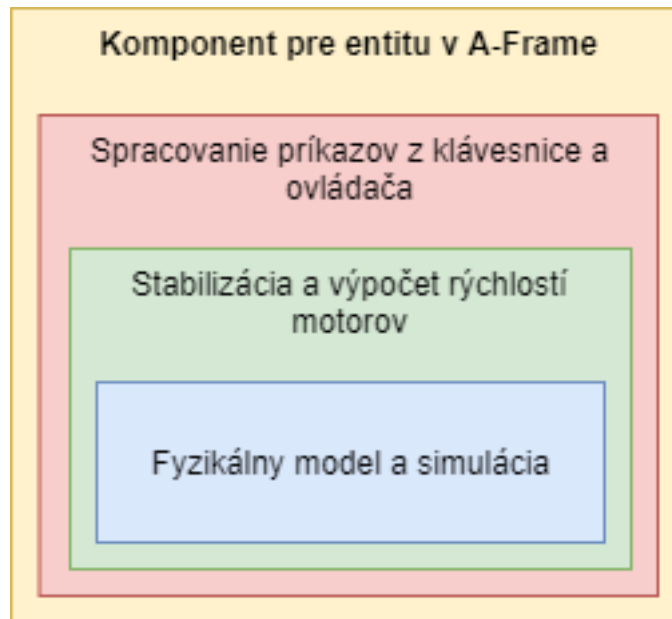 Komponent pre entitu v A-Frame
Spracovanie príkazov z klávesnice a
ovládača
Stabilizácia a výpočet rýchlostí
motorov
Fyzikálny model a simulácia